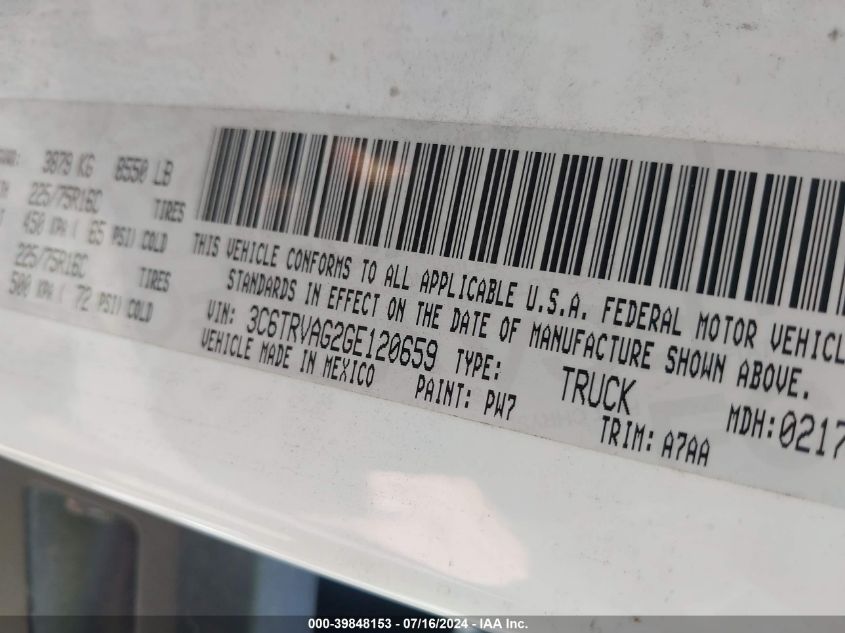 3879 KG 8550 LB
225/75R16C TIRES
450 KPA ( 65 PSI) COLD
225/75R16C TIRES
500 KPA ( 72 PSI) COLD
THIS VEHICLE CONFORMS TO ALL APPLICABLE U.S.A. FEDERAL MOTOR VEHICL
STANDARDS IN EFFECT ON THE DATE OF MANUFACTURE SHOWN ABOVE.
VIN: 3C6TRVAG2GE120659 TYPE: TRUCK MDH: 0217
VEHICLE MADE IN MEXICO PAINT: PW7 TRIM: A7AA
000-39848153 - 07/16/2024 - IAA Inc.